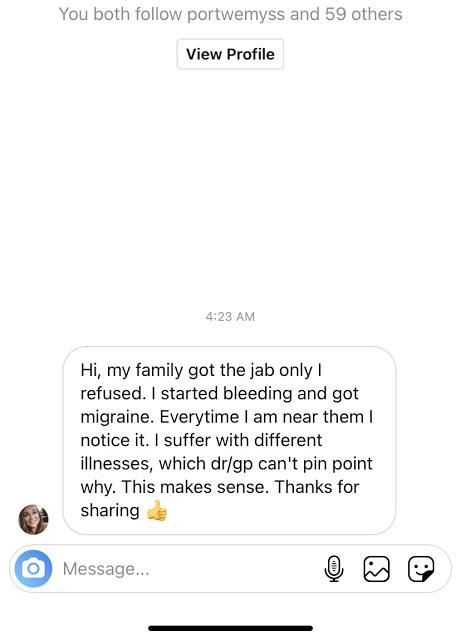 You both follow portwemyss and 59 others
View Profile
4:23 AM
Hi, my family got the jab only I
refused. I started bleeding and got
migraine. Everytime I am near them I
notice it. I suffer with different
illnesses, which dr/gp can't pin point
why. This makes sense. Thanks for
sharing 👍
Message...